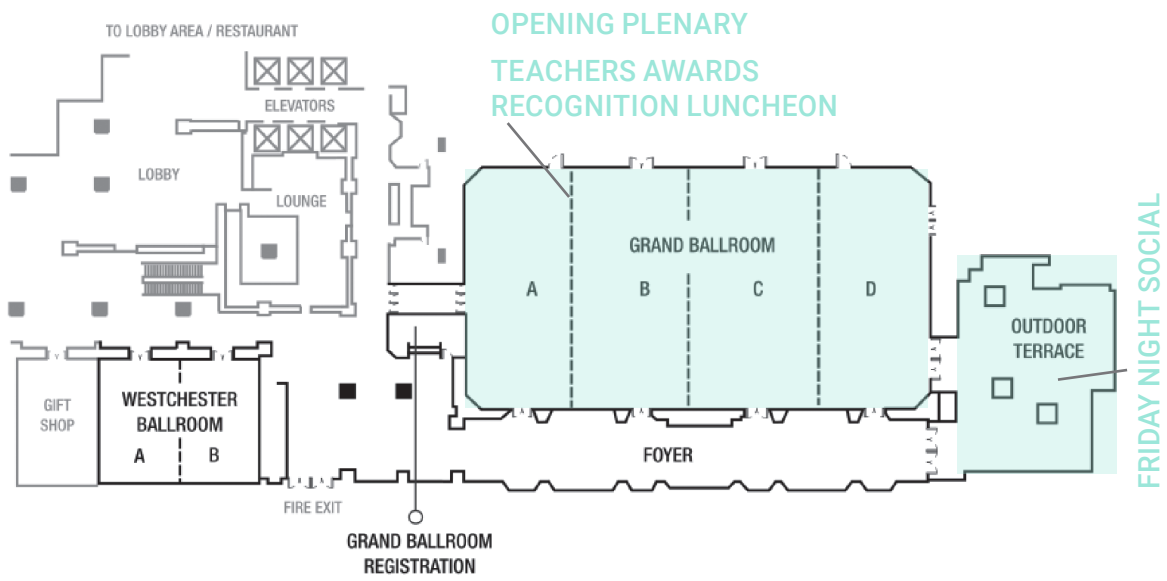 OPENING PLENARY
TEACHERS AWARDS
RECOGNITION LUNCHEON
TO LOBBY AREA / RESTAURANT
ELEVATORS
LOBBY
LOUNGE
GRAND BALLROOM
A
B
C
D
OUTDOOR
TERRACE
FRIDAY NIGHT SOCIAL
GIFT
SHOP
WESTCHESTER
BALLROOM
A
B
FOYER
FIRE EXIT
GRAND BALLROOM
REGISTRATION